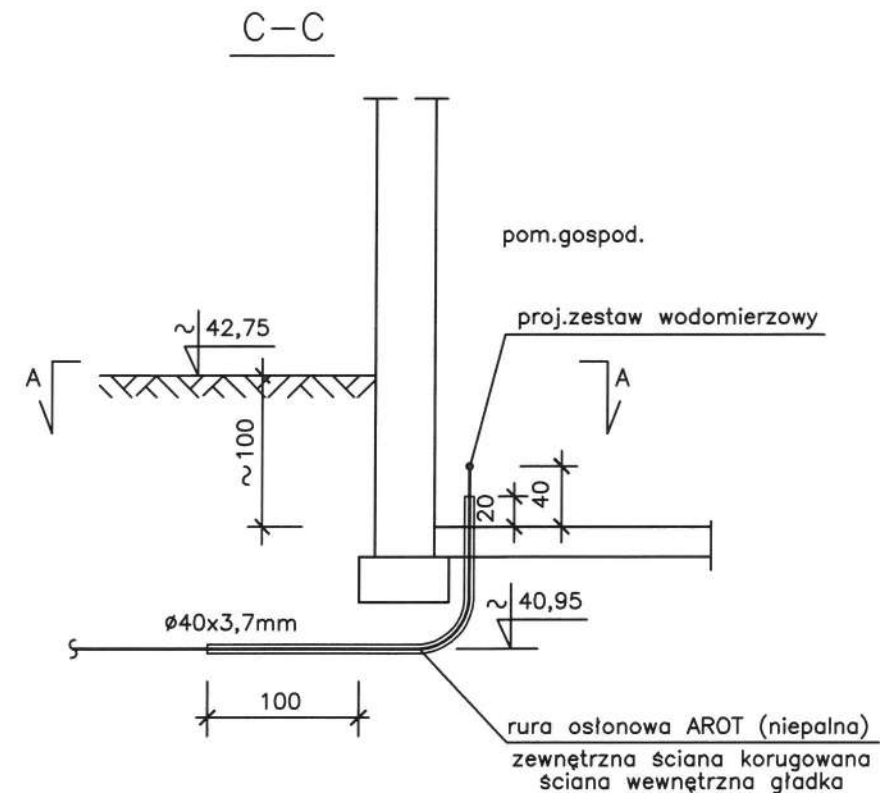 C-C
pom.gospod.
proj.zestaw wodomierzowy
~ 42,75
A
A
~100
20
40
~ 40,95
ø40x3,7mm
100
rura osłonowa AROT (niepalna)
zewnętrzna ściana korugowana
ściana wewnętrzna gładka